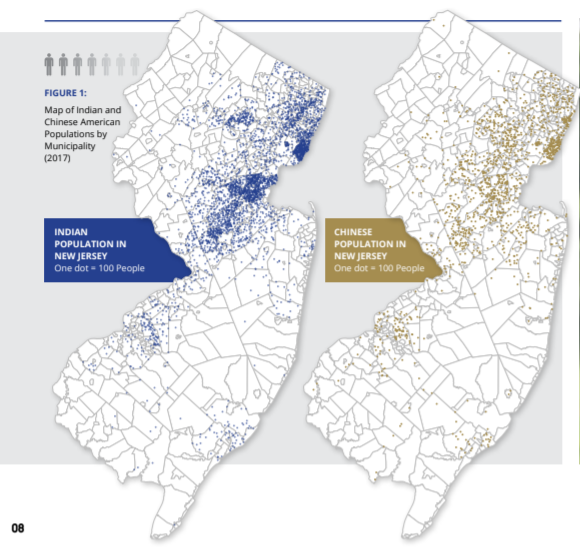 FIGURE 1:
Map of Indian and
Chinese American
Populations by
Municipality
(2017)
INDIAN
POPULATION IN
NEW JERSEY
One dot = 100 People
CHINESE
POPULATION IN
NEW JERSEY
One dot = 100 People
08